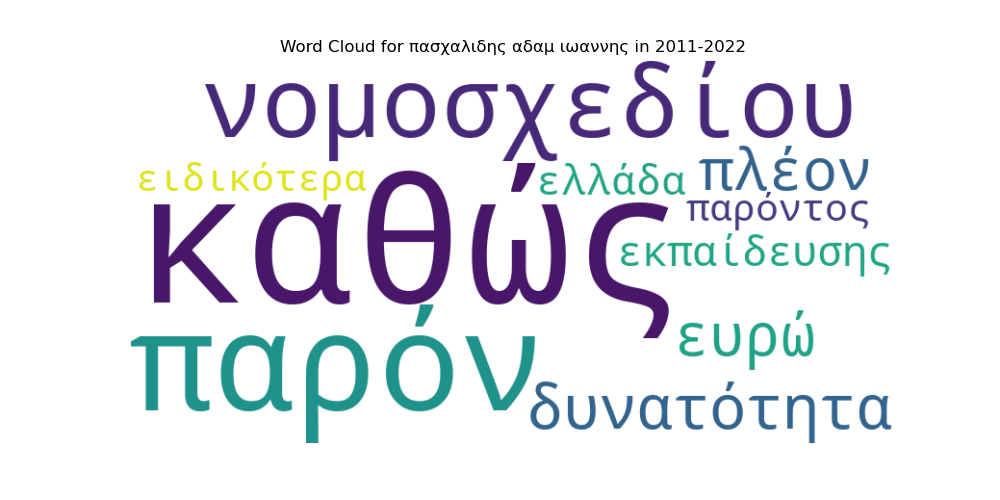 Word Cloud for πασχαλιδης αδαμ ιωαννης in 2011-2022
νομοσχεδίου
ειδικότερα
ελλάδα
πλέον
καθώς
παρόντος
εκπαίδευσης
παρόν
ευρώ
δυνατότητα